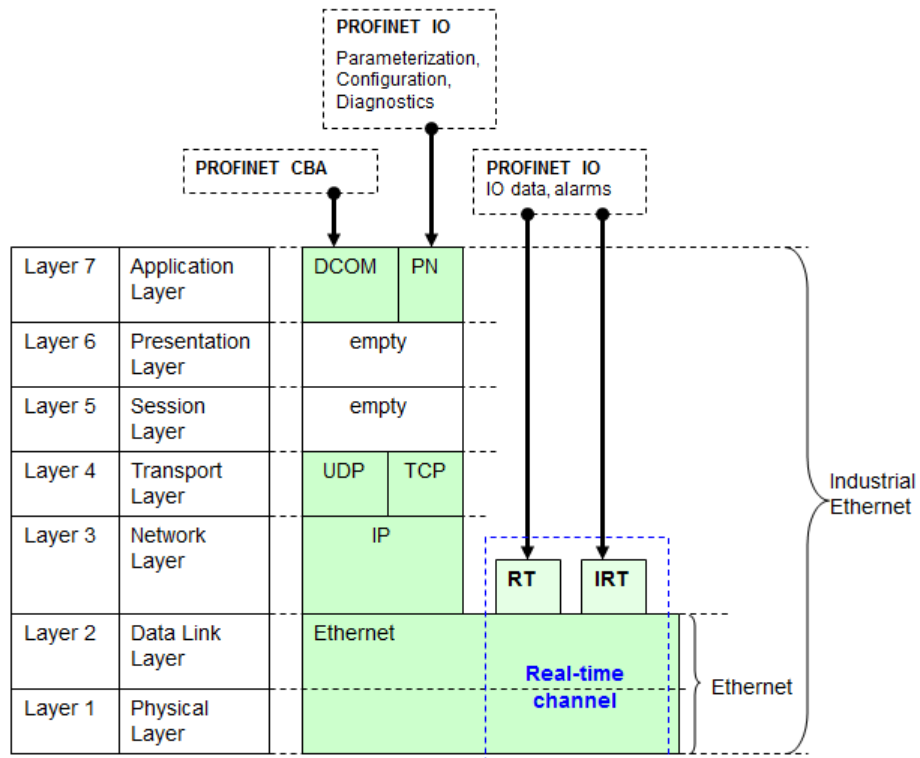 PROFINET IO
Parameterization,
Configuration,
Diagnostics
PROFINET CBA
PROFINET IO
IO data, alarms
Layer 7
Application
Layer
DCOM
PN
Layer 6
Presentation
Layer
empty
Layer 5
Session
Layer
empty
Layer 4
Transport
Layer
UDP
TCP
Industrial
Ethernet
Layer 3
Network
Layer
IP
RT
IRT
Layer 2
Data Link
Layer
Ethernet
Real-time
channel
Ethernet
Layer 1
Physical
Layer